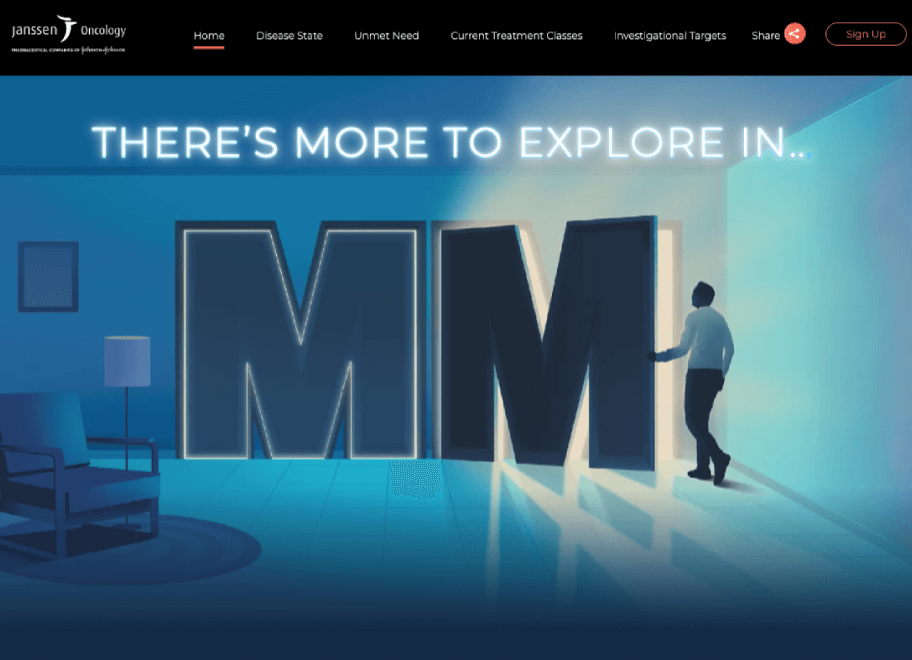 janssen Oncology
PHARMACEUTICAL COMPANIES OF Johnson & Johnson
Home
Disease State
Unmet Need
Current Treatment Classes
Investigational Targets
Share
Sign Up
THERE'S MORE TO EXPLORE IN...
MM